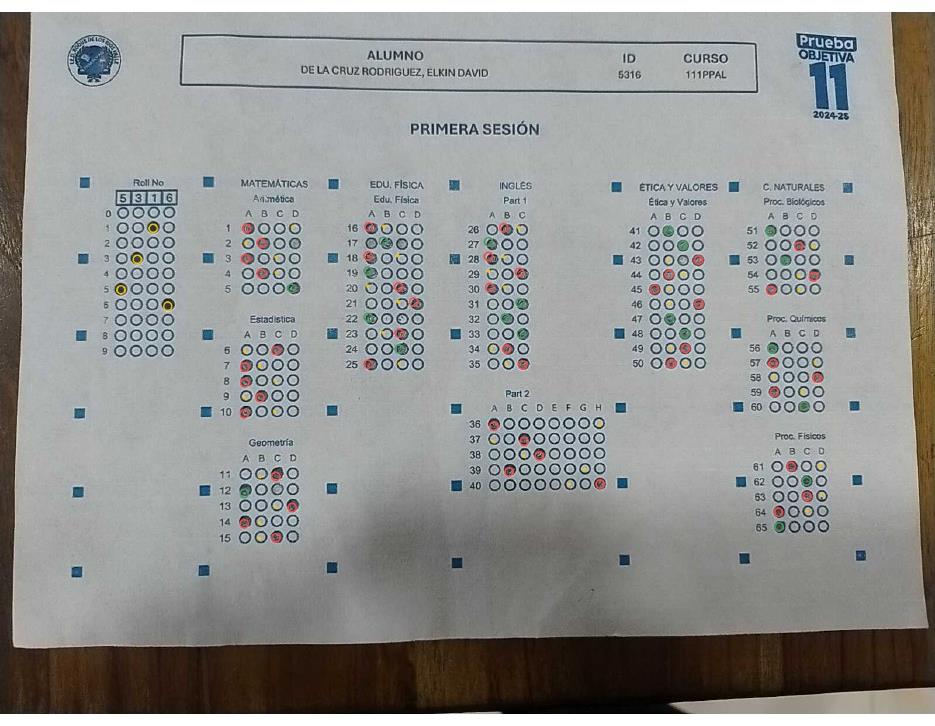 ALUMNO
DE LA CRUZ RODRIGUEZ, ELKIN DAVID
ID
5316
CURSO
111PPAL
Prueba
OBJETIVA
11
2024-25
PRIMERA SESIÓN
Roll No
5 3 1 6
0
1
2
3
4
5
6
7
8
9
MATEMÁTICAS
Aritmética
A B C D
1
2
3
4
5
Estadística
A B C D
6
7
8
9
10
Geometría
A B C D
11
12
13
14
15
EDU. FÍSICA
Edu. Física
A B C D
16
17
18
19
20
21
22
23
24
25
INGLÉS
Part 1
A B C
26
27
28
29
30
31
32
33
34
35
Part 2
A B C D E F G H
36
37
38
39
40
ÉTICA Y VALORES
Ética y Valores
A B C D
41
42
43
44
45
46
47
48
49
50
C. NATURALES
Proc. Biológicos
A B C D
51
52
53
54
55
Proc. Químicos
A B C D
56
57
58
59
60
Proc. Físicos
A B C D
61
62
63
64
65